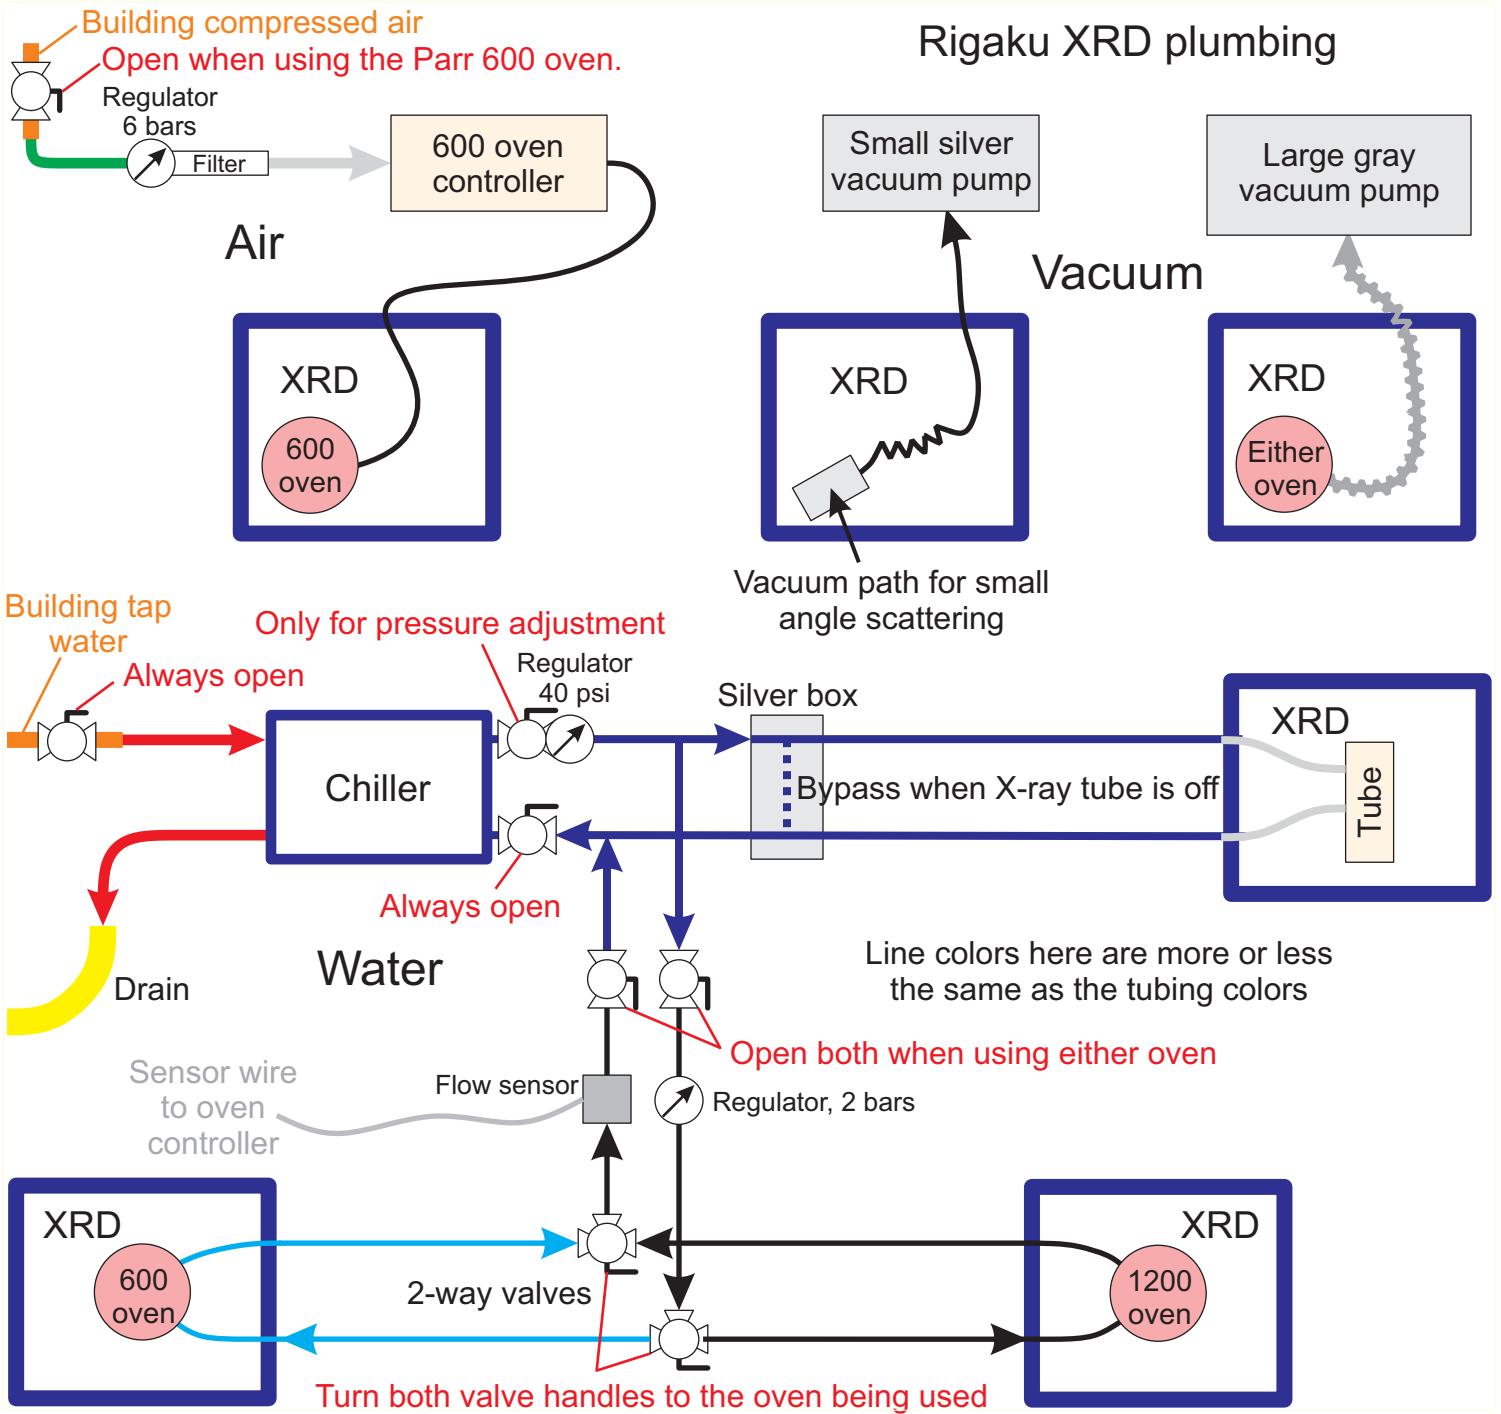 Building compressed air
Open when using the Parr 600 oven.
Rigaku XRD plumbing
Regulator
6 bars
Filter
600 oven
controller
Small silver
vacuum pump
Large gray
vacuum pump
Air
Vacuum
XRD
600
oven
XRD
XRD
Either
oven
Vacuum path for small
angle scattering
Building tap
water
Only for pressure adjustment
Always open
Regulator
40 psi
Silver box
XRD
Chiller
Bypass when X-ray tube is off
Tube
Always open
Water
Drain
Line colors here are more or less
the same as the tubing colors
Open both when using either oven
Sensor wire
to oven
controller
Flow sensor
Regulator, 2 bars
XRD
600
oven
2-way valves
XRD
1200
oven
Turn both valve handles to the oven being used